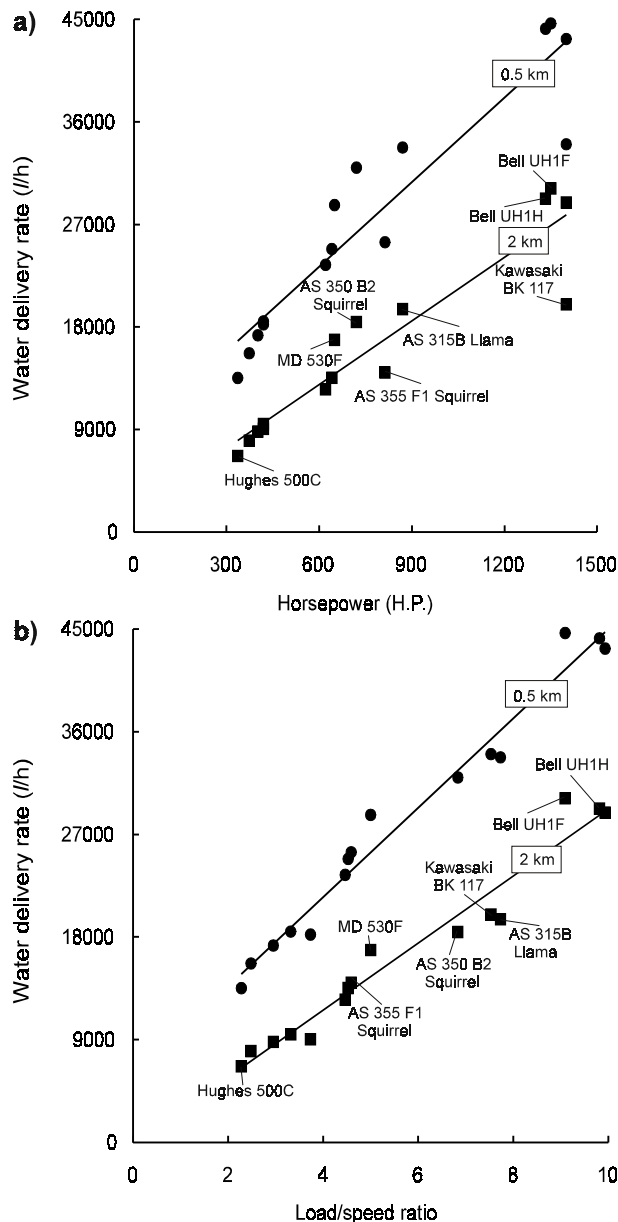 a)
45000
36000
27000
18000
9000
0
Water delivery rate (l/h)
0.5 km
Bell UH1F
Bell UH1H
2 km
Kawasaki
BK 117
AS 350 B2
Squirrel
MD 530F
AS 315B Llama
AS 355 F1 Squirrel
Hughes 500C
0 300 600 900 1200 1500
Horsepower (H.P.)
b)
45000
36000
27000
18000
9000
0
Water delivery rate (l/h)
0.5 km
Bell UH1H
Bell UH1F
2 km
Kawasaki
BK 117
MD 530F
AS 315B
Llama
AS 350 B2
Squirrel
AS 355 F1
Squirrel
Hughes 500C
0 2 4 6 8 10
Load/speed ratio